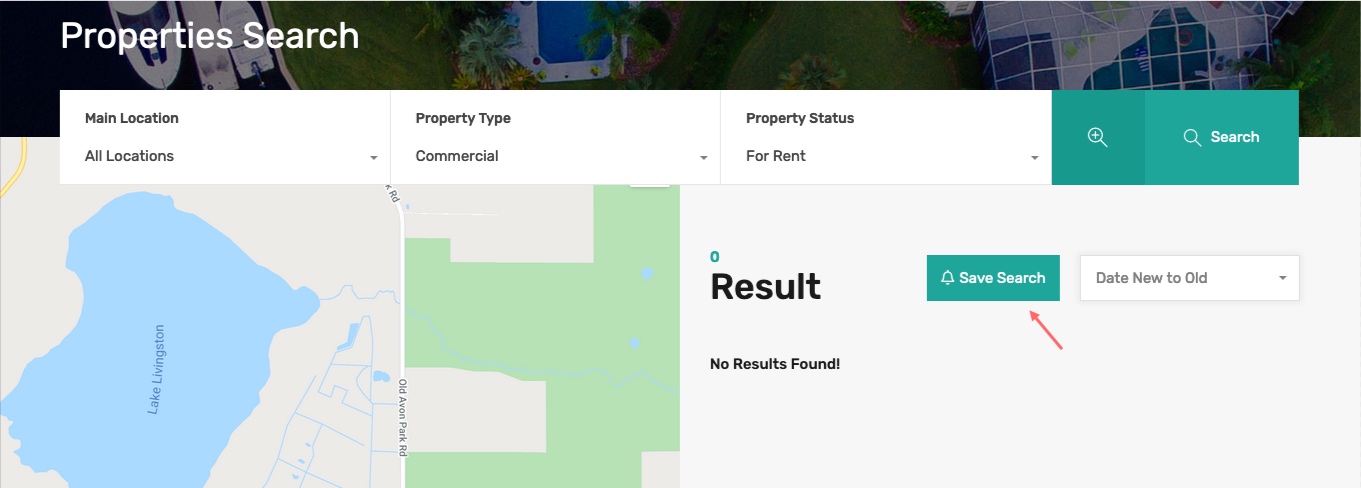 Properties Search
Main Location
All Locations
Property Type
Commercial
Property Status
For Rent
Search
k Rd
0
Result
Save Search
Date New to Old
No Results Found!
Lake Livingston
Old Avon Park Rd